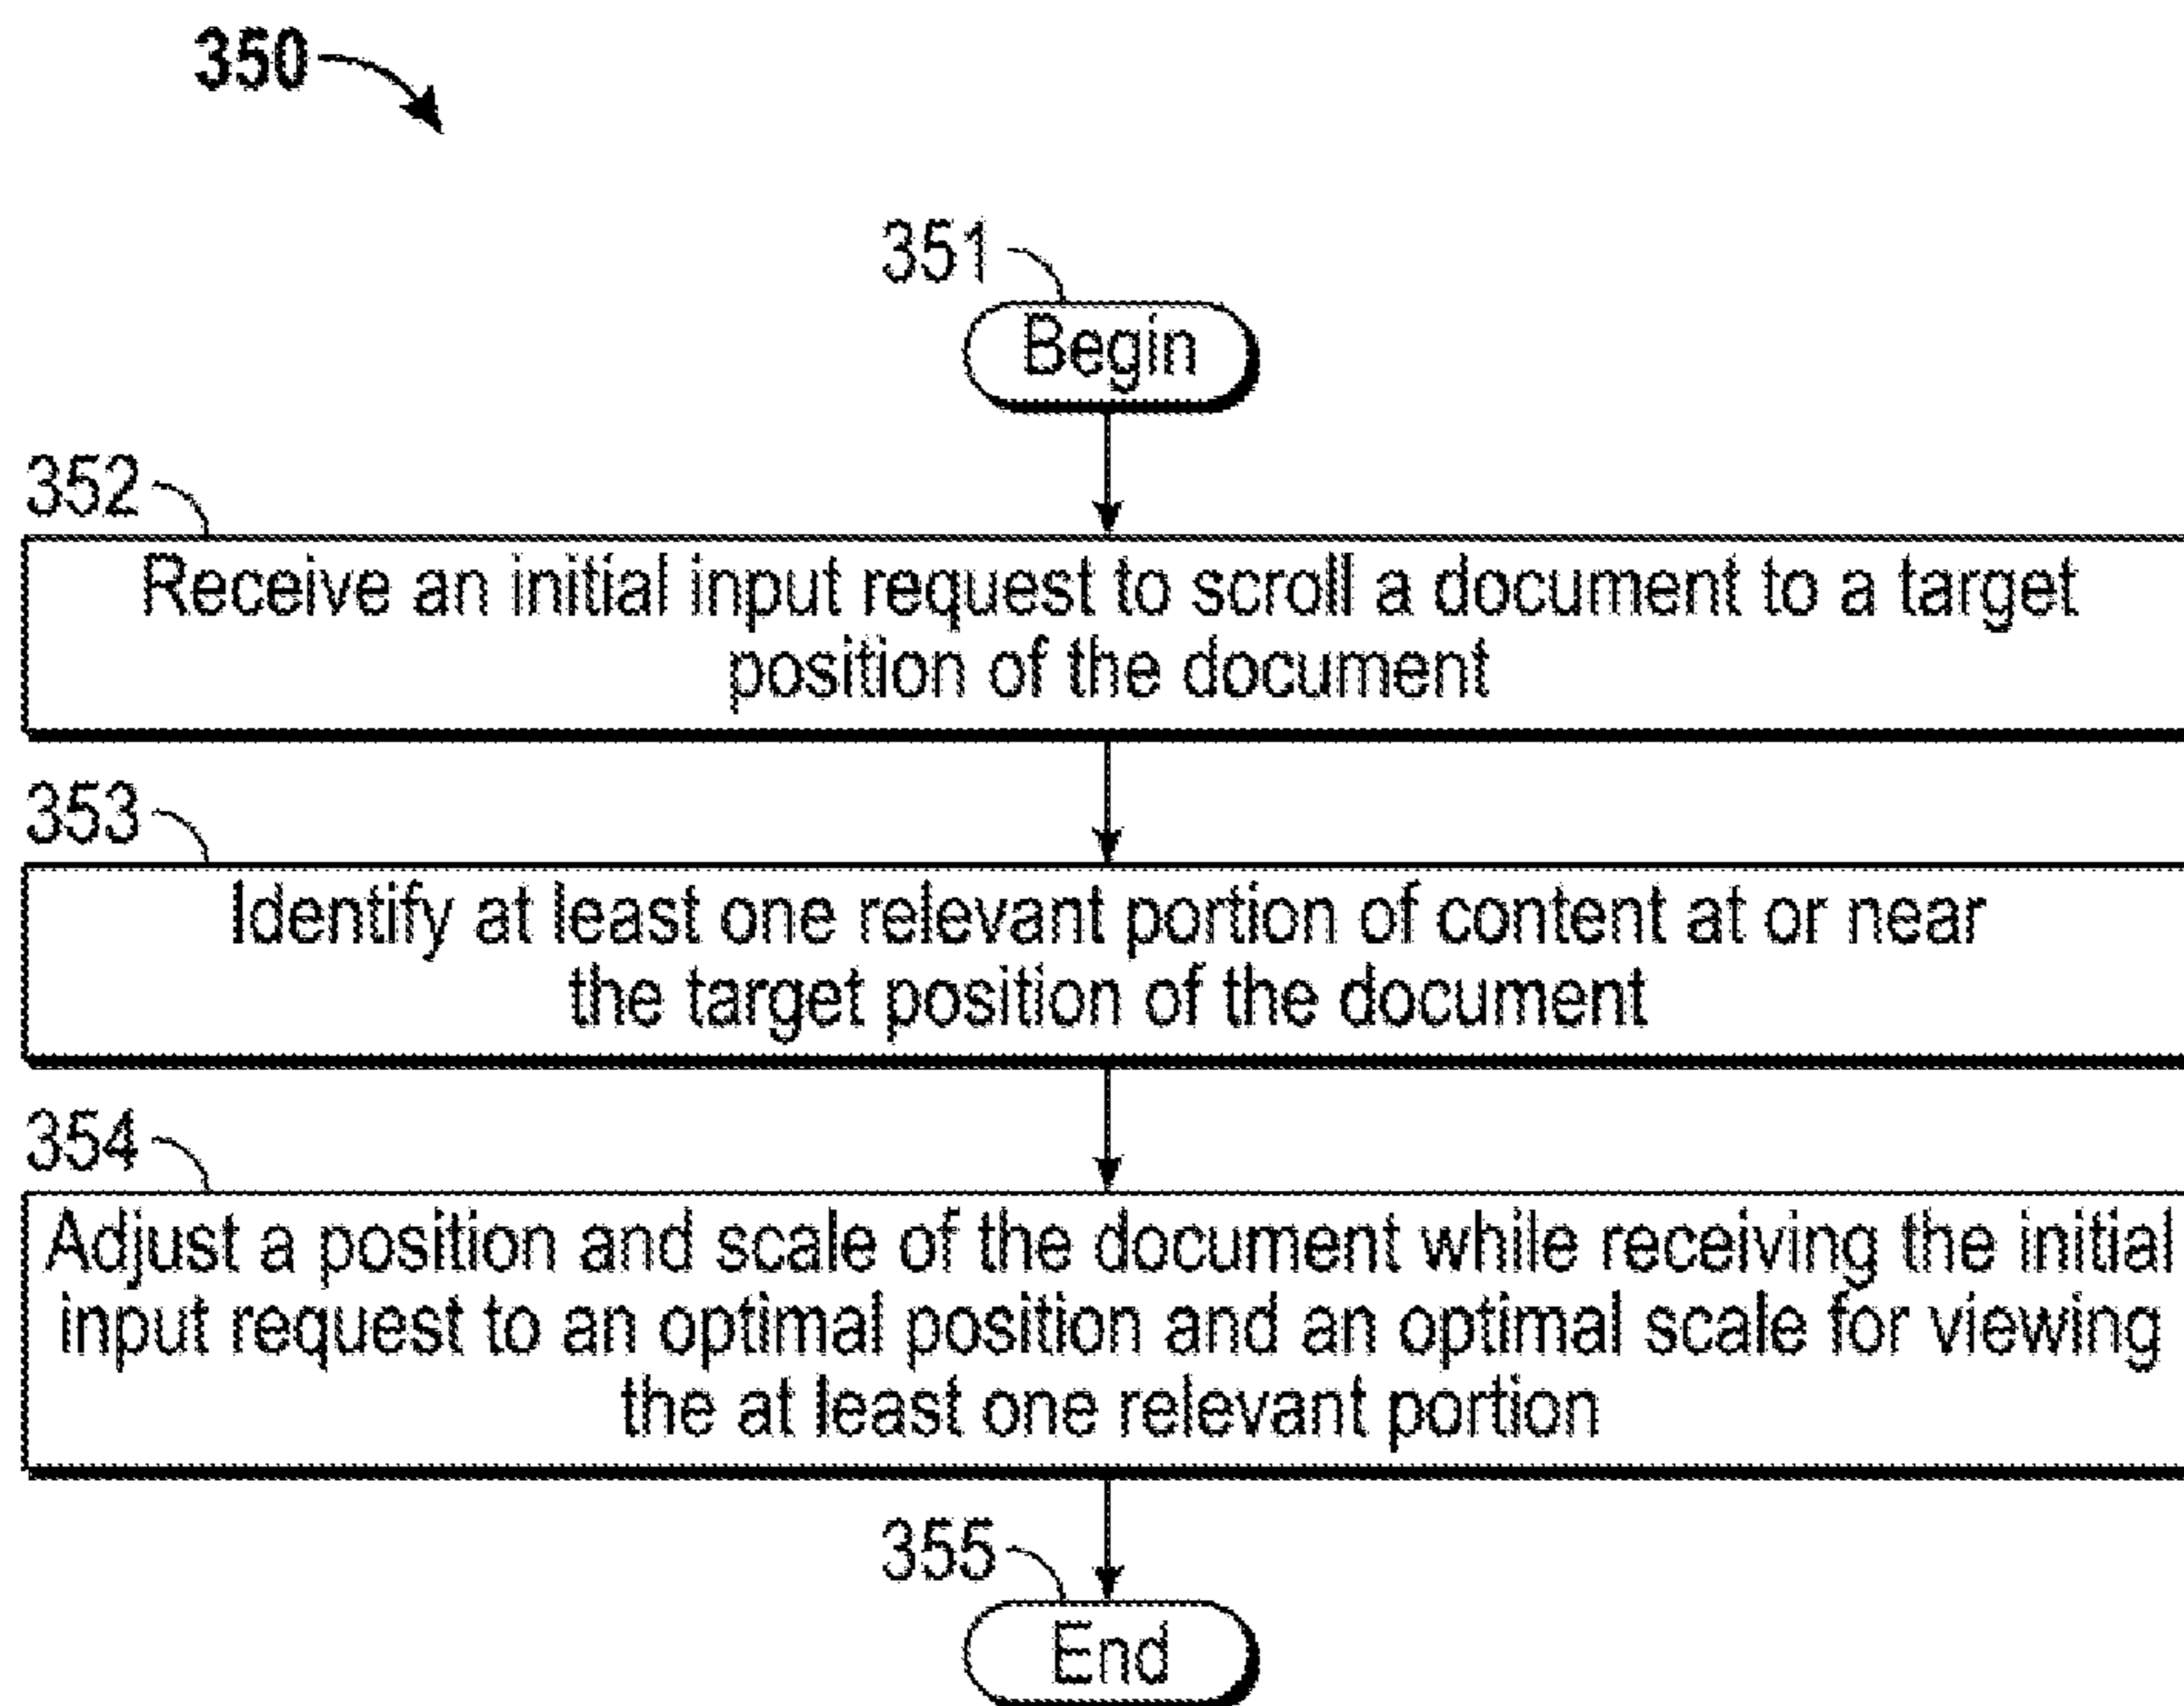 350
351
Begin
352
Receive an initial input request to scroll a document to a target
position of the document
353
Identify at least one relevant portion of content at or near
the target position of the document
354
Adjust a position and scale of the document while receiving the initial
input request to an optimal position and an optimal scale for viewing
the at least one relevant portion
355
End